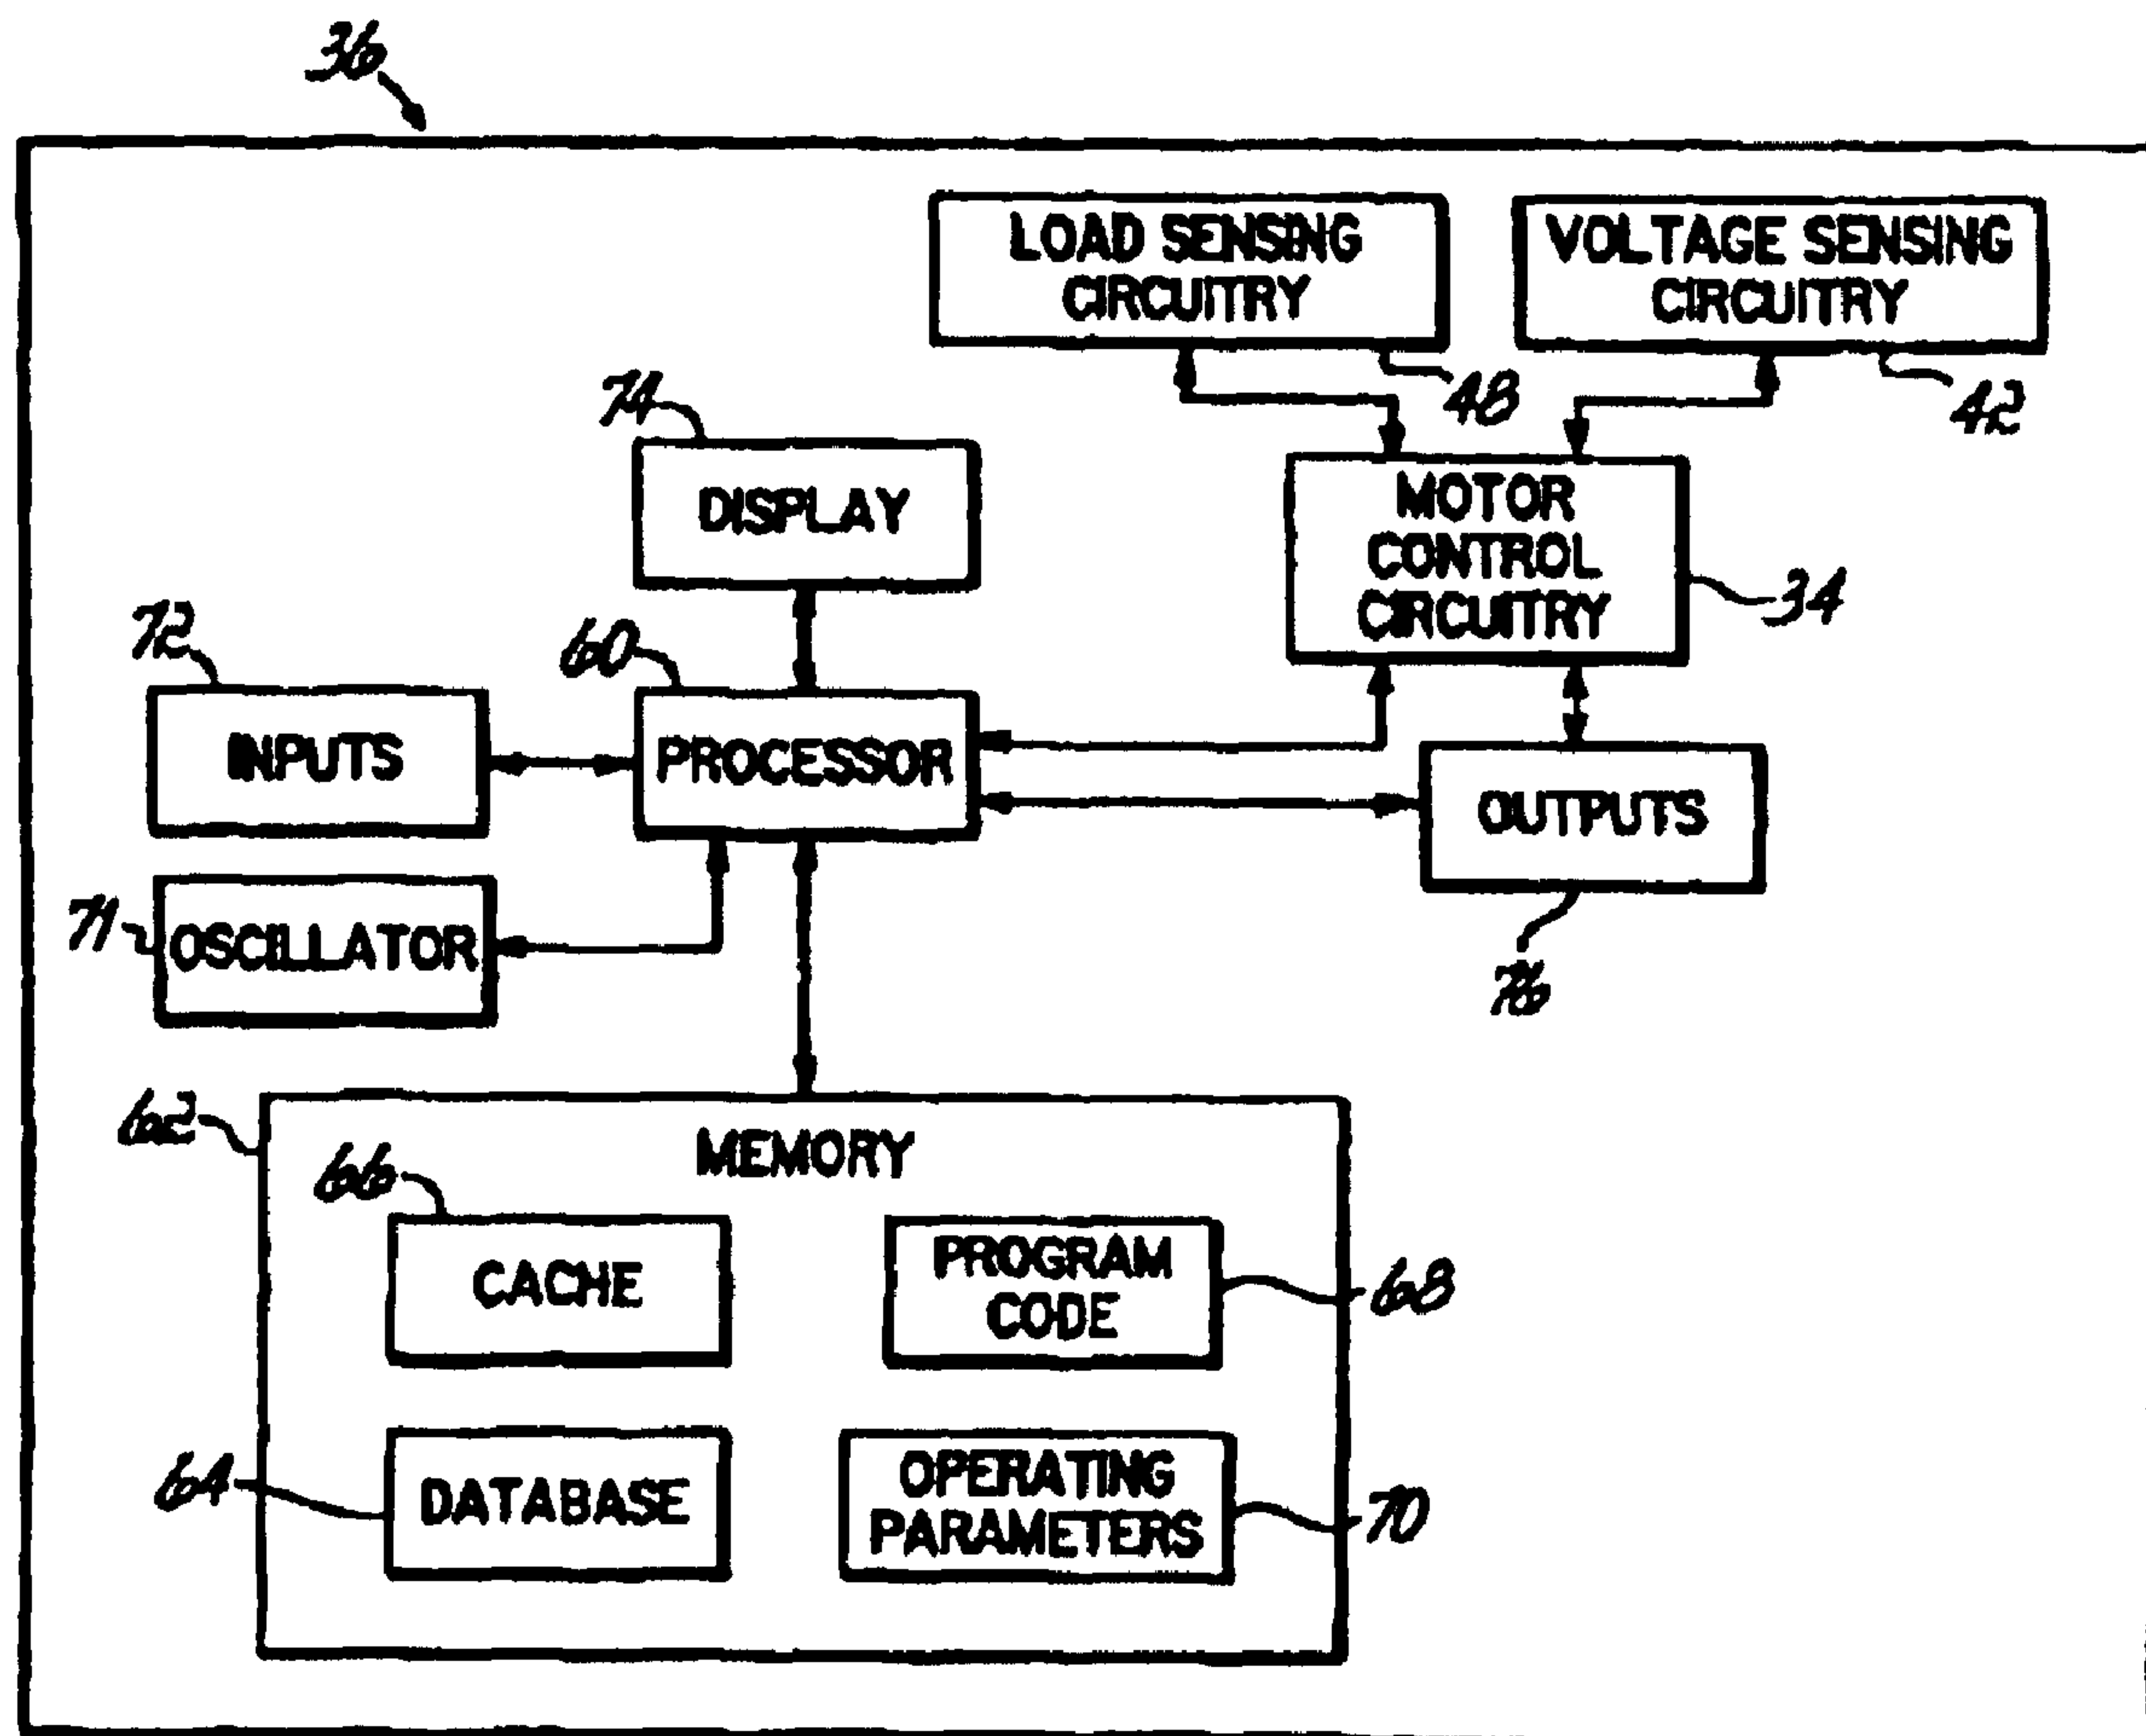 36
LOAD SENSING
CIRCUITRY
VOLTAGE SENSING
CIRCUITRY
48
42
74
DISPLAY
MOTOR
CONTROL
CIRCUITRY
34
72
60
INPUTS
PROCESSOR
OUTPUTS
71
OSCILLATOR
76
62
MEMORY
66
CACHE
PROGRAM
CODE
68
64
DATABASE
OPERATING
PARAMETERS
70